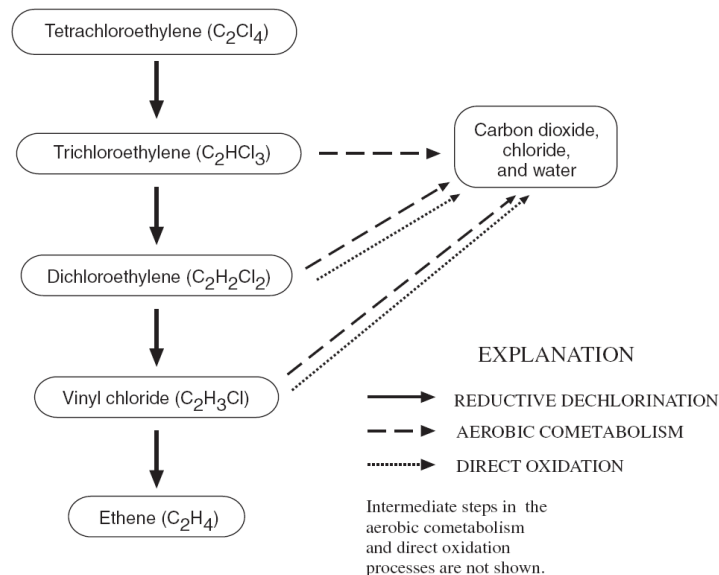 Tetrachloroethylene (C2Cl4)
Trichloroethylene (C2HCl3)
Carbon dioxide,
chloride,
and water
Dichloroethylene (C2H2Cl2)
Vinyl chloride (C2H3Cl)
Ethene (C2H4)
EXPLANATION
REDUCTIVE DECHLORINATION
AEROBIC COMETABOLISM
DIRECT OXIDATION
Intermediate steps in the
aerobic cometabolism
and direct oxidation
processes are not shown.